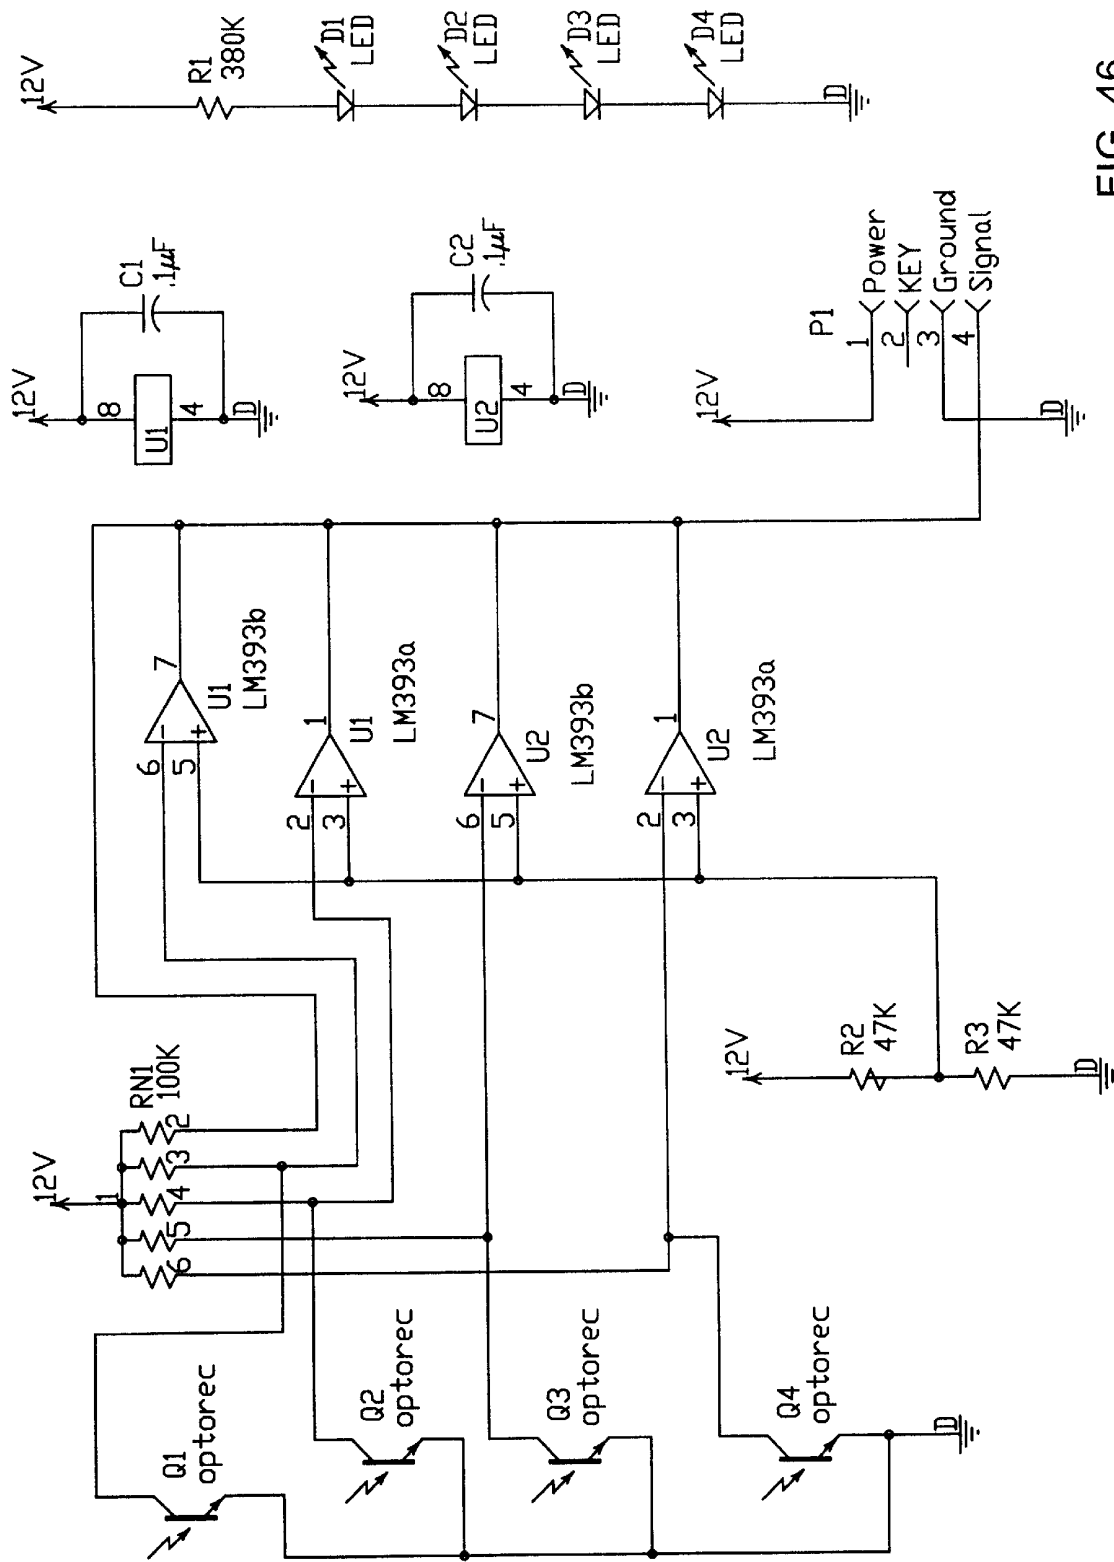 12V
R1
380K
D1
LED
D2
LED
D3
LED
D4
LED
D
12V
8
U1
4
D
C1
.1µF
12V
8
U2
4
D
C2
.1µF
12V
P1
1
Power
2
KEY
3
Ground
4
Signal
D
6
5
-
+
7
U1
LM393b
2
3
-
+
1
U1
LM393a
6
5
-
+
7
U2
LM393b
2
3
-
+
1
U2
LM393a
12V
1
RN1
100K
2
3
4
5
6
12V
R2
47K
R3
47K
D
Q1
optorec
Q2
optorec
Q3
optorec
Q4
optorec
D
FIG. 46